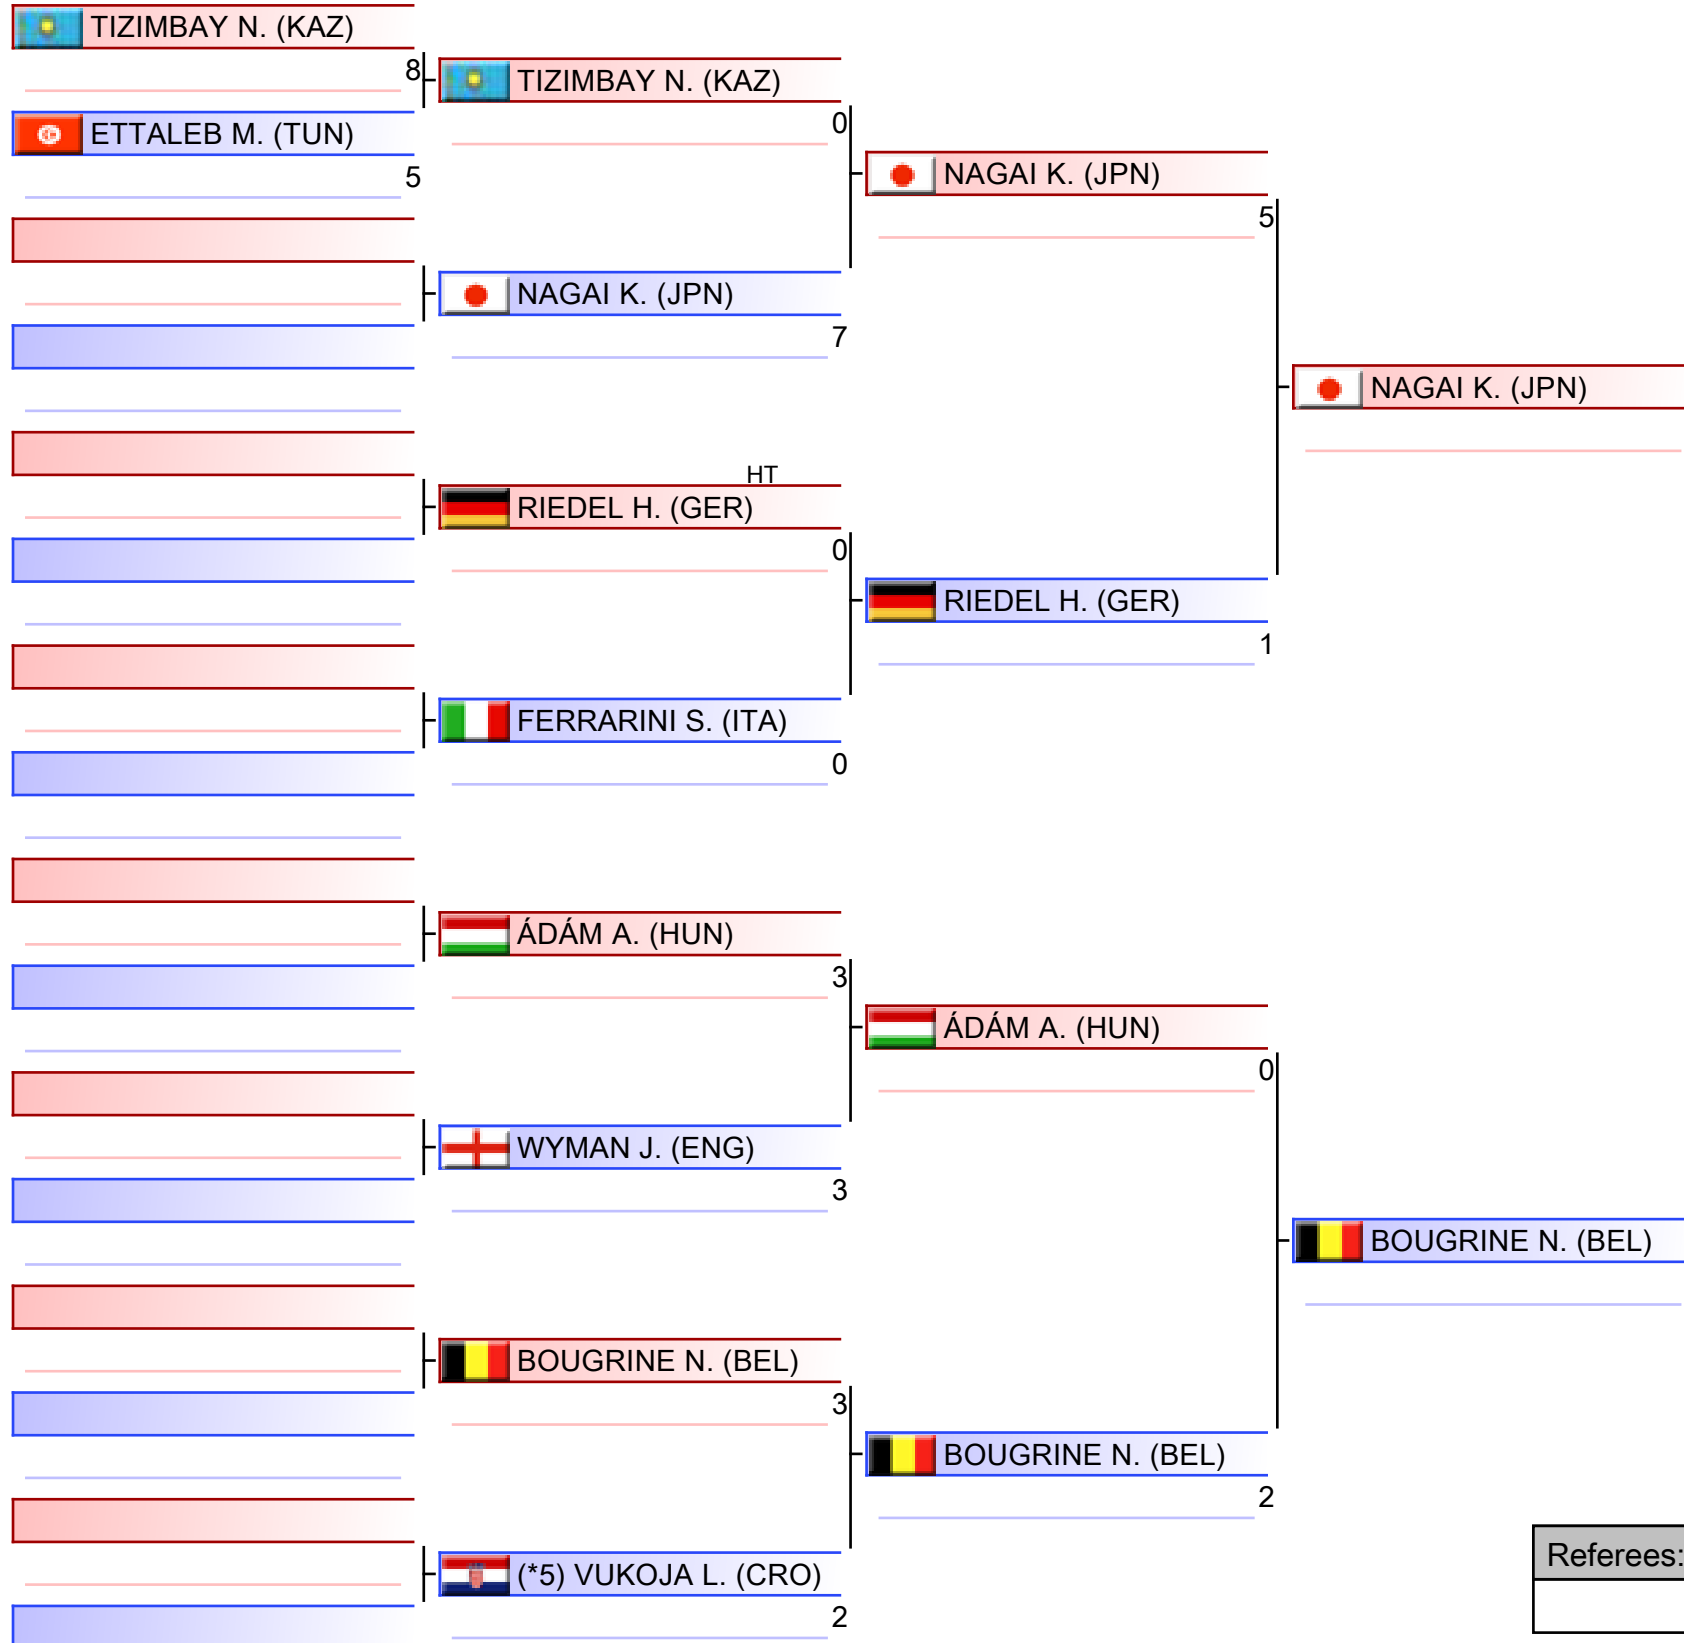 TIZIMBAY N. (KAZ)
8
ETTALEB M. (TUN)
5
TIZIMBAY N. (KAZ)
0
NAGAI K. (JPN)
7
HT
RIEDEL H. (GER)
0
FERRARINI S. (ITA)
0
ÁDÁM A. (HUN)
3
WYMAN J. (ENG)
3
BOUGRINE N. (BEL)
3
(*5) VUKOJA L. (CRO)
2
NAGAI K. (JPN)
5
RIEDEL H. (GER)
1
ÁDÁM A. (HUN)
0
BOUGRINE N. (BEL)
2
NAGAI K. (JPN)
BOUGRINE N. (BEL)
Referees: